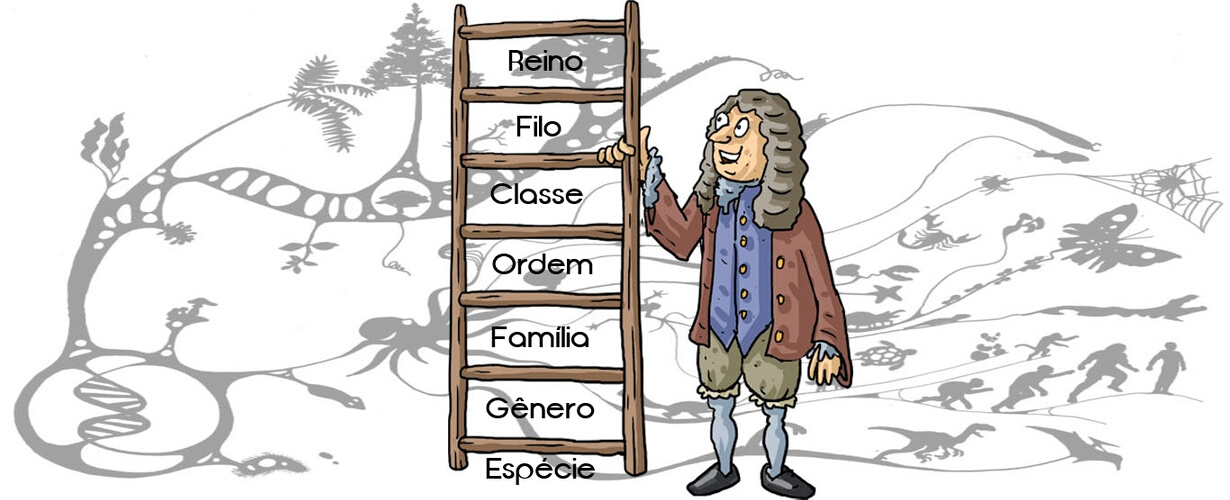 Reino
Filo
Classe
Ordem
Família
Gênero
Espécie